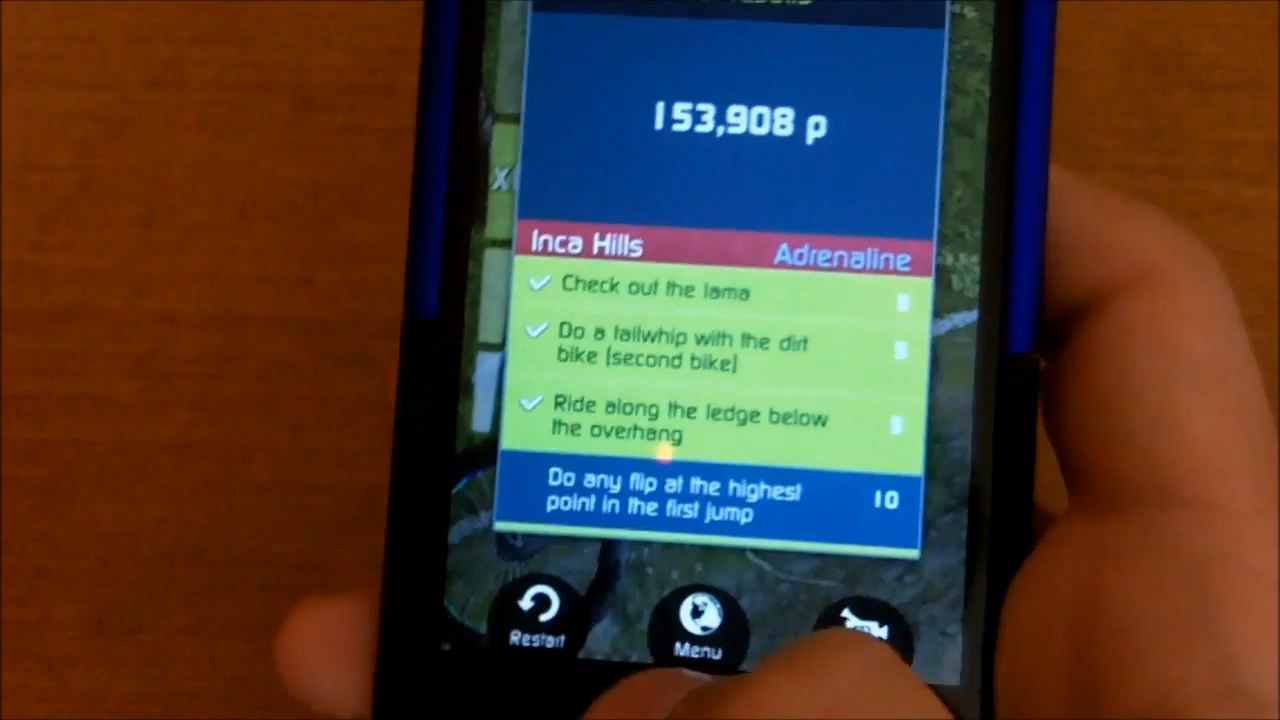 153,908 p
X
Inca Hills Adrenaline
Check out the lama
Do a tailwhip with the dirt
bike (second bike)
Ride along the ledge below
the overhang
Do any flip at the highest 10
point in the first jump
Restart Menu